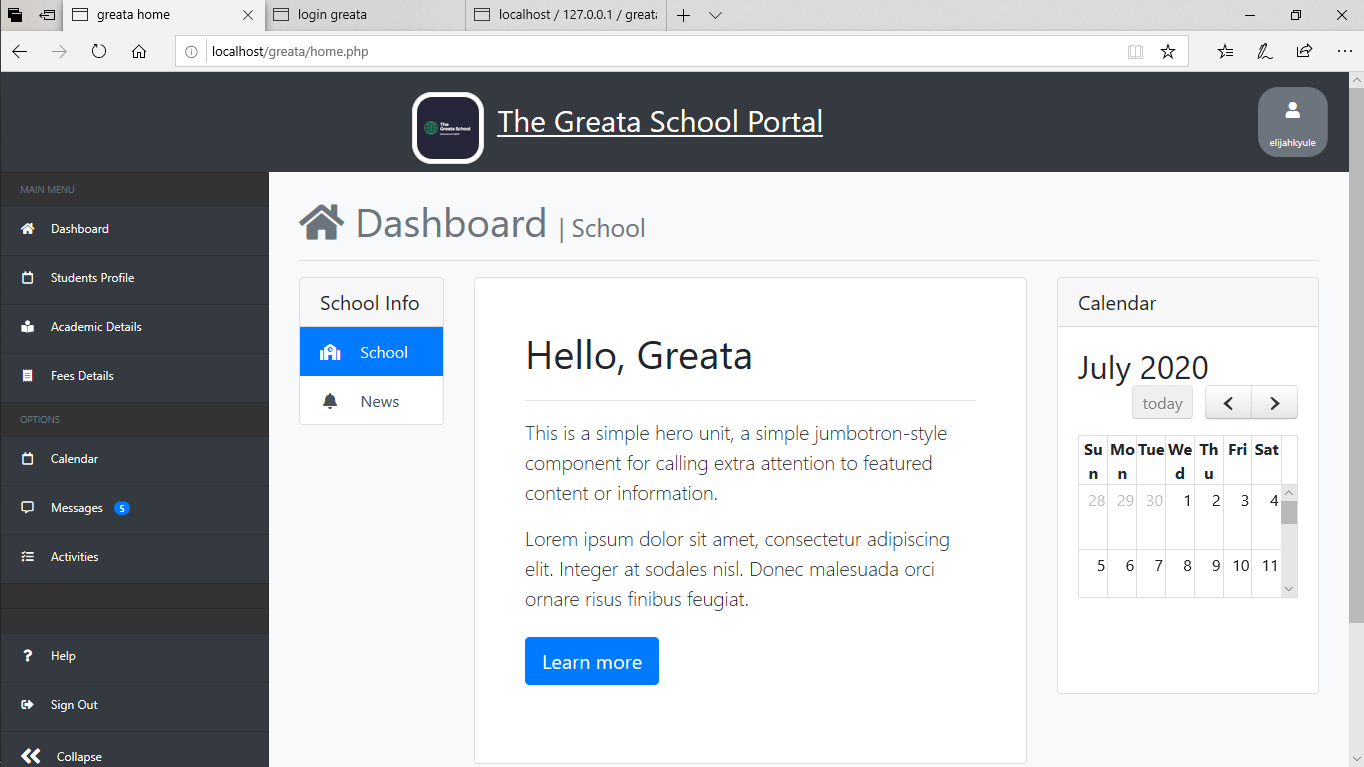 greata home
login greata
localhost / 127.0.0.1 / greata
localhost/greata/home.php
The
Greata School
The Greata School Portal
elijahkyule
MAIN MENU
Dashboard
Students Profile
Academic Details
Fees Details
OPTIONS
Calendar
Messages 5
Activities
Help
Sign Out
Collapse
Dashboard | School
School Info
School
News
Hello, Greata
This is a simple hero unit, a simple jumbotron-style
component for calling extra attention to featured
content or information.
Lorem ipsum dolor sit amet, consectetur adipiscing
elit. Integer at sodales nisl. Donec malesuada orci
ornare risus finibus feugiat.
Learn more
Calendar
July 2020
today
Su Mo Tue We Th Fri Sat
n n d u
28 29 30 1 2 3 4
5 6 7 8 9 10 11